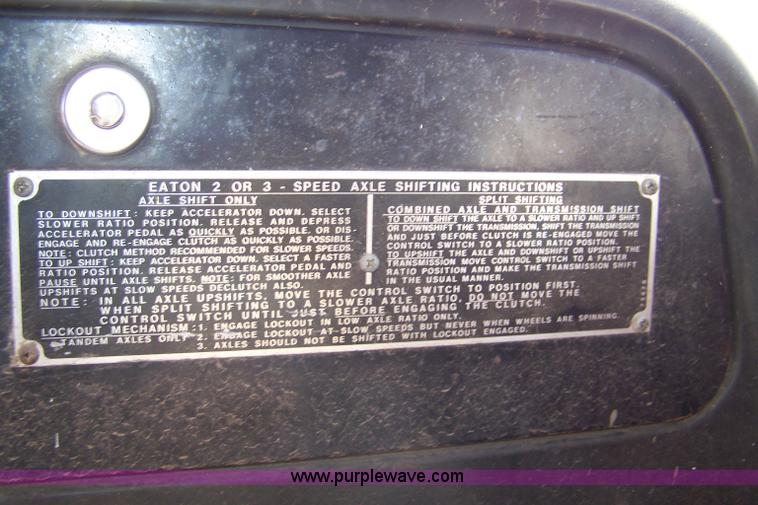 EATON 2 OR 3 - SPEED AXLE SHIFTING INSTRUCTIONS
AXLE SHIFT ONLY
TO DOWNSHIFT: KEEP ACCELERATOR DOWN. SELECT
SLOWER RATIO POSITION. RELEASE AND DEPRESS
ACCELERATOR PEDAL AS QUICKLY AS POSSIBLE. OR DIS-
ENGAGE AND RE-ENGAGE CLUTCH AS QUICKLY AS POSSIBLE.
NOTE: CLUTCH METHOD RECOMMENDED FOR SLOWER SPEEDS.
TO UP SHIFT: KEEP ACCELERATOR DOWN. SELECT A FASTER
RATIO POSITION. RELEASE ACCELERATOR PEDAL AND
PAUSE UNTIL AXLE SHIFTS. NOTE: FOR SMOOTHER AXLE
UPSHIFTS AT SLOW SPEEDS DECLUTCH ALSO.
SPLIT SHIFTING
COMBINED AXLE AND TRANSMISSION SHIFT
TO DOWN SHIFT THE AXLE TO A SLOWER RATIO AND UP SHIFT
OR DOWNSHIFT THE TRANSMISSION, SHIFT THE TRANSMISSION
AND JUST BEFORE CLUTCH IS RE-ENGAGED MOVE THE
CONTROL SWITCH TO A SLOWER RATIO POSITION.
TO UPSHIFT THE AXLE AND DOWNSHIFT OR UPSHIFT THE
TRANSMISSION MOVE CONTROL SWITCH TO A FASTER
RATIO POSITION AND MAKE THE TRANSMISSION SHIFT
IN THE USUAL MANNER.
NOTE: IN ALL AXLE UPSHIFTS, MOVE THE CONTROL SWITCH TO POSITION FIRST.
WHEN SPLIT SHIFTING TO A SLOWER AXLE RATIO, DO NOT MOVE THE
CONTROL SWITCH UNTIL JUST BEFORE ENGAGING THE CLUTCH.
LOCKOUT MECHANISM: 1. ENGAGE LOCKOUT IN LOW AXLE RATIO ONLY.
TANDEM AXLES ONLY 2. ENGAGE LOCKOUT AT SLOW SPEEDS BUT NEVER WHEN WHEELS ARE SPINNING.
3. AXLES SHOULD NOT BE SHIFTED WITH LOCKOUT ENGAGED.
www.purplewave.com